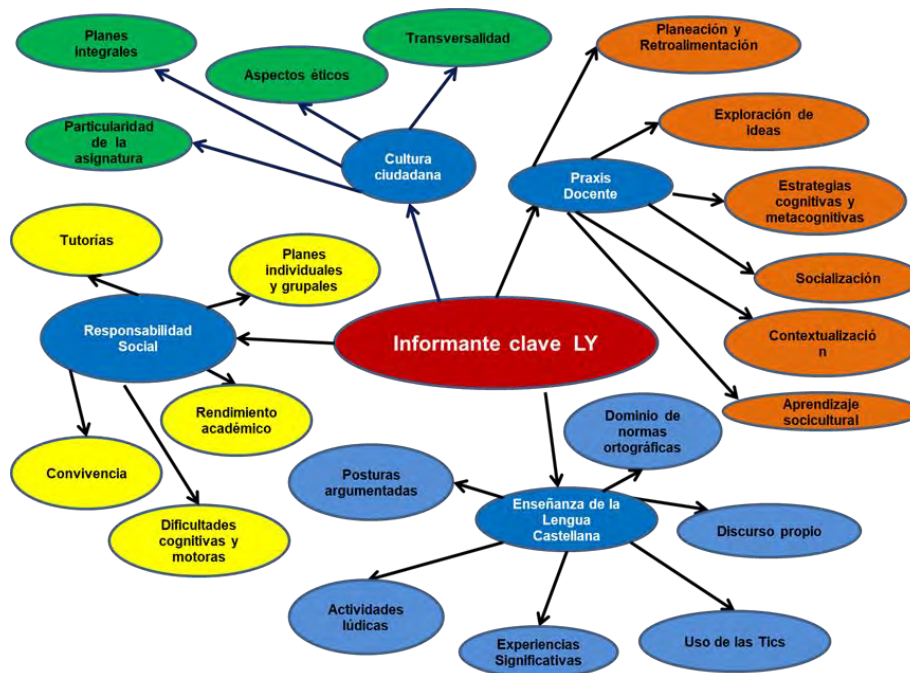 Planes
integrales
Aspectos éticos
Transversalidad
Particularidad
de la
asignatura
Cultura
ciudadana
Planeación y
Retroalimentación
Exploración de
ideas
Praxis
Docente
Estrategias
cognitivas y
metacognitivas
Socialización
Contextualizació
n
Aprendizaje
socicultural
Tutorías
Planes
individuales
y grupales
Responsabilidad
Social
Informante clave LY
Rendimiento
académico
Convivencia
Dificultades
cognitivas y
motoras
Dominio de
normas
ortográficas
Posturas
argumentadas
Enseñanza de la
Lengua
Castellana
Discurso propio
Actividades
lúdicas
Experiencias
Significativas
Uso de las Tics